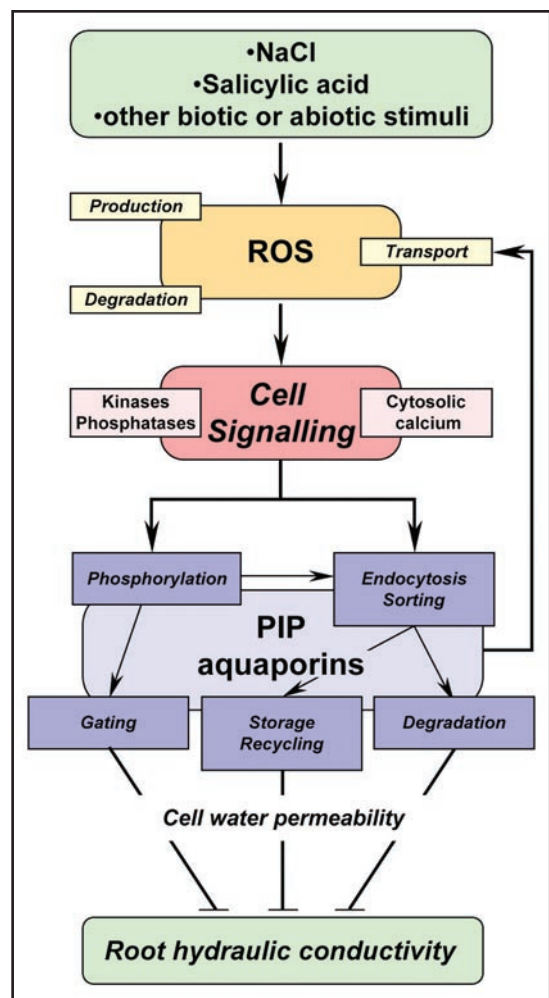 •NaCl
•Salicylic acid
•other biotic or abiotic stimuli
Production
ROS
Transport
Degradation
Kinases
Phosphatases
Cell
Signalling
Cytosolic
calcium
Phosphorylation
Endocytosis
Sorting
PIP
aquaporins
Gating
Storage
Recycling
Degradation
Cell water permeability
Root hydraulic conductivity